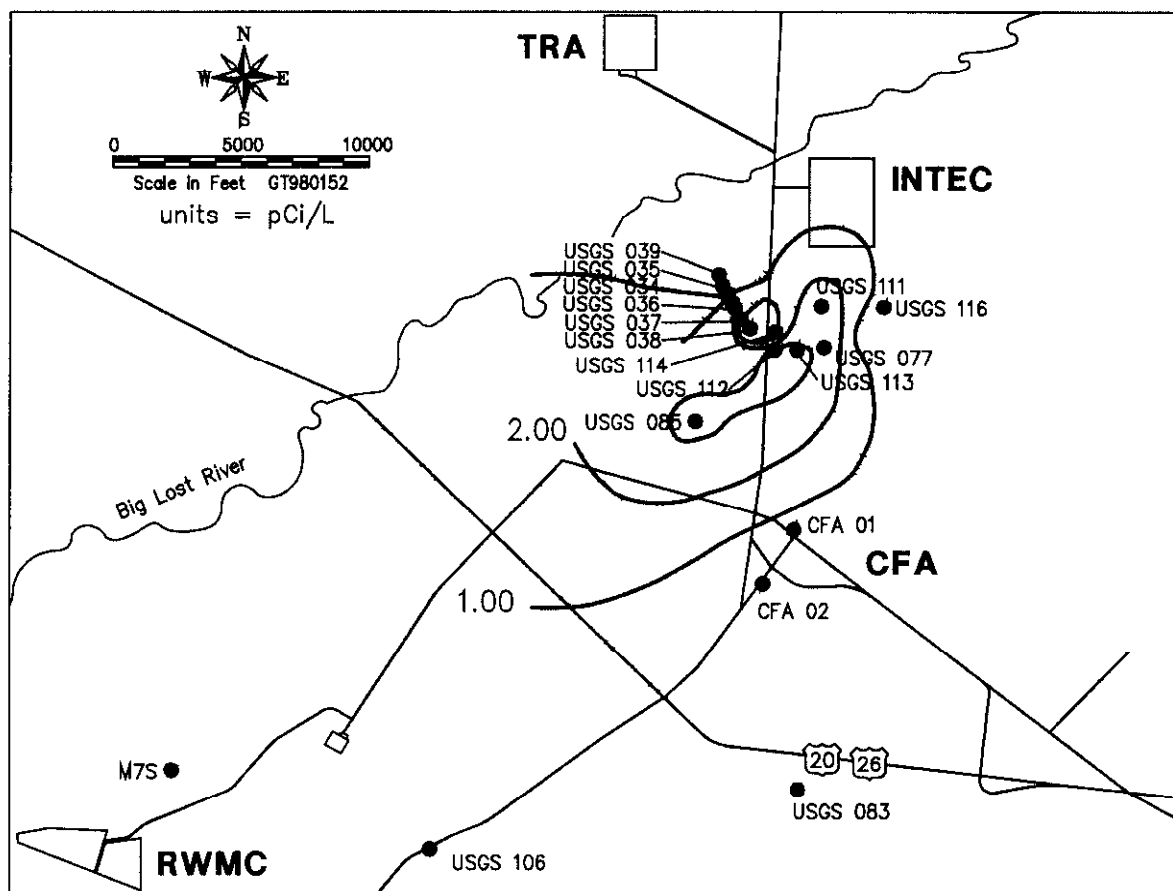 TRA
N
W E
S
0 5000 10000
Scale in Feet GT980152
units = pCi/L
INTEC
USGS 039
USGS 035
USGS 034
USGS 036
USGS 037
USGS 038
USGS 114
USGS 112
USGS 111
USGS 116
USGS 077
USGS 113
USGS 085
2.00
Big Lost River
CFA 01
CFA
1.00
CFA 02
M7S
20 26
USGS 083
RWMC
USGS 106